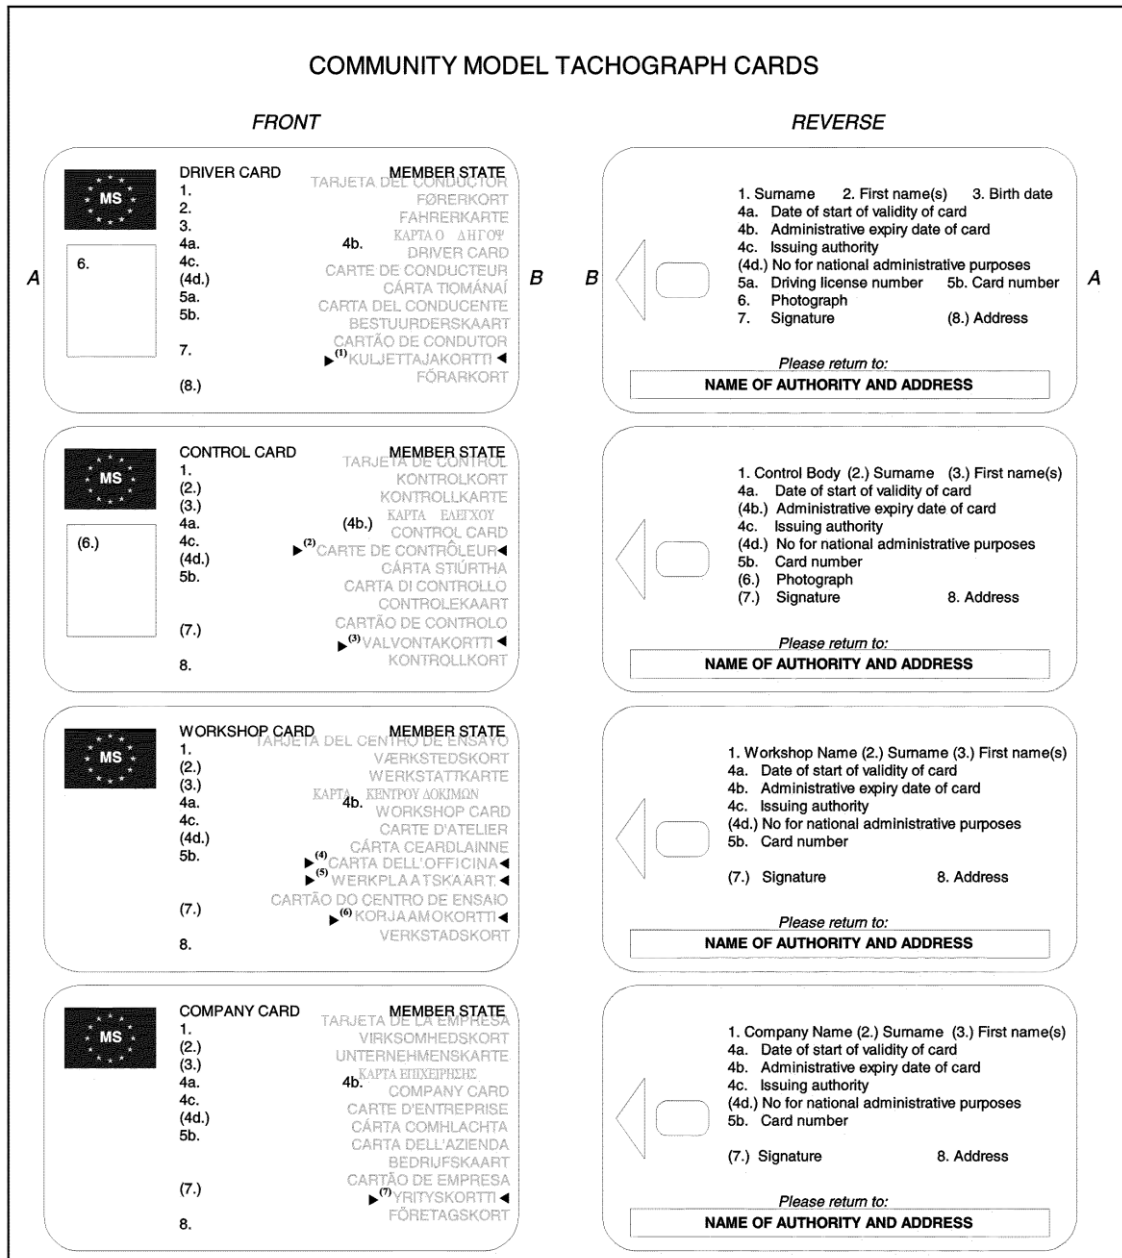 COMMUNITY MODEL TACHOGRAPH CARDS
FRONT
REVERSE
A
B
B
A
MS
DRIVER CARD MEMBER STATE
1.
2.
3.
4a. 4b.
4c.
(4d.)
5a.
5b.
6.
7.
(8.)
TARJETA DEL CONDUCTOR
FØRERKORT
FAHRERKARTE
ΚΑΡΤΑ Ο ΔΗΓΟΨ
DRIVER CARD
CARTE DE CONDUCTEUR
CÁRTA TIOMÁNAÍ
CARTA DEL CONDUCENTE
BESTUURDERSKAART
CARTÃO DE CONDUTOR
►(1) KULJETTAJAKORTTI ◄
FÖRARKORT
1. Surname 2. First name(s) 3. Birth date
4a. Date of start of validity of card
4b. Administrative expiry date of card
4c. Issuing authority
(4d.) No for national administrative purposes
5a. Driving license number 5b. Card number
6. Photograph
7. Signature (8.) Address
Please return to:
NAME OF AUTHORITY AND ADDRESS
MS
CONTROL CARD MEMBER STATE
1.
(2.)
(3.)
4a. (4b.)
4c.
(4d.)
5b.
(6.)
(7.)
8.
TARJETA DE CONTROL
KONTROLKORT
KONTROLLKARTE
ΚΑΡΤΑ ΕΛΕΓΧΟΥ
CONTROL CARD
►(2) CARTE DE CONTRÔLEUR◄
CÁRTA STIÚRTHA
CARTA DI CONTROLLO
CONTROLEKAART
CARTÃO DE CONTROLO
►(3) VALVONTAKORTTI ◄
KONTROLLKORT
1. Control Body (2.) Surname (3.) First name(s)
4a. Date of start of validity of card
(4b.) Administrative expiry date of card
4c. Issuing authority
(4d.) No for national administrative purposes
5b. Card number
(6.) Photograph
(7.) Signature 8. Address
Please return to:
NAME OF AUTHORITY AND ADDRESS
MS
WORKSHOP CARD MEMBER STATE
1.
(2.)
(3.)
4a. 4b.
4c.
(4d.)
5b.
(7.)
8.
TARJETA DEL CENTRO DE ENSAYO
VÆRKSTEDSKORT
WERKSTATTKARTE
ΚΑΡΤΑ ΚΕΝΤΡΟΥ ΔΟΚΙΜΩΝ
WORKSHOP CARD
CARTE D'ATELIER
CÁRTA CEARDLAINNE
►(4) CARTA DELL'OFFICINA◄
►(5) WERKPLAATSKAART ◄
CARTÃO DO CENTRO DE ENSAIO
►(6) KORJAAMOKORTTI ◄
VERKSTADSKORT
1. Workshop Name (2.) Surname (3.) First name(s)
4a. Date of start of validity of card
4b. Administrative expiry date of card
4c. Issuing authority
(4d.) No for national administrative purposes
5b. Card number
(7.) Signature 8. Address
Please return to:
NAME OF AUTHORITY AND ADDRESS
MS
COMPANY CARD MEMBER STATE
1.
(2.)
(3.)
4a. 4b.
4c.
(4d.)
5b.
(7.)
8.
TARJETA DE LA EMPRESA
VIRKSOMHEDSKORT
UNTERNEHMENSKARTE
ΚΑΡΤΑ ΕΠΙΧΕΙΡΗΣΗΣ
COMPANY CARD
CARTE D'ENTREPRISE
CÁRTA COMHLACHTA
CARTA DELL'AZIENDA
BEDRIJFSKAART
CARTÃO DE EMPRESA
►(7) YRITYSKORTTI ◄
FÖRETAGSKORT
1. Company Name (2.) Surname (3.) First name(s)
4a. Date of start of validity of card
4b. Administrative expiry date of card
4c. Issuing authority
(4d.) No for national administrative purposes
5b. Card number
(7.) Signature 8. Address
Please return to:
NAME OF AUTHORITY AND ADDRESS